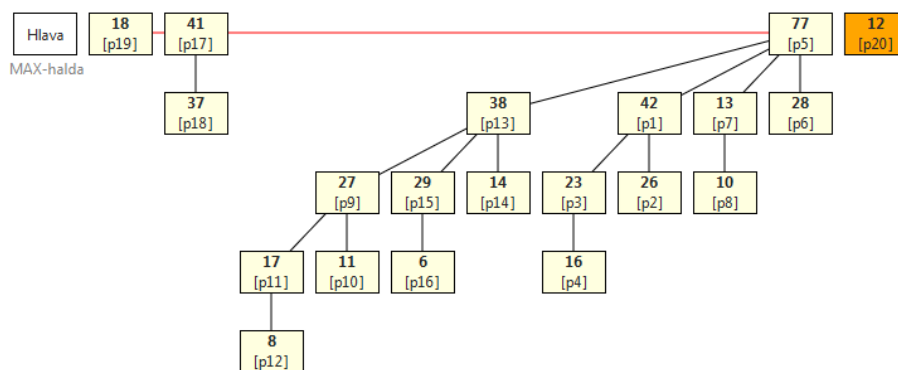 Hlava
MAX-halda
18
[p19]
41
[p17]
77
[p5]
12
[p20]
37
[p18]
38
[p13]
42
[p1]
13
[p7]
28
[p6]
27
[p9]
29
[p15]
14
[p14]
23
[p3]
26
[p2]
10
[p8]
17
[p11]
11
[p10]
6
[p16]
16
[p4]
8
[p12]